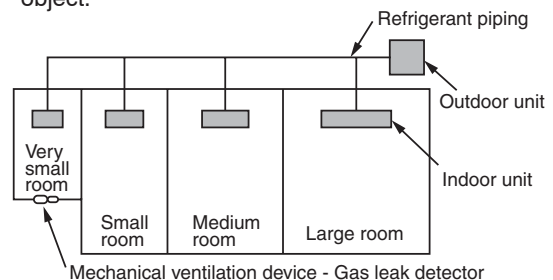 object.
Refrigerant piping
Outdoor unit
Very
small
room
Indoor unit
Small
room
Medium
room
Large room
Mechanical ventilation device - Gas leak detector